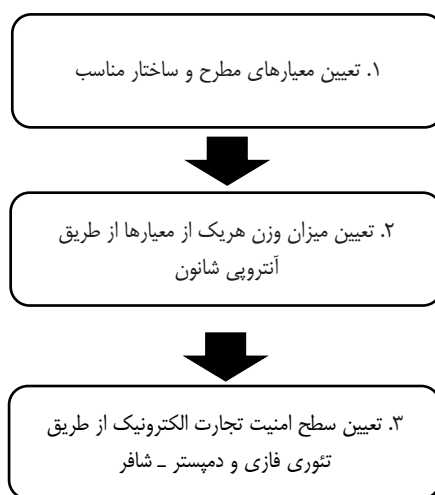 ۱. تعیین معیارهای مطرح و ساختار مناسب
۲. تعیین میزان وزن هریک از معیارها از طریق
آنتروپی شانون
۳. تعیین سطح امنیت تجارت الکترونیک از طریق
تئوری فازی و دمپستر ـ شافر